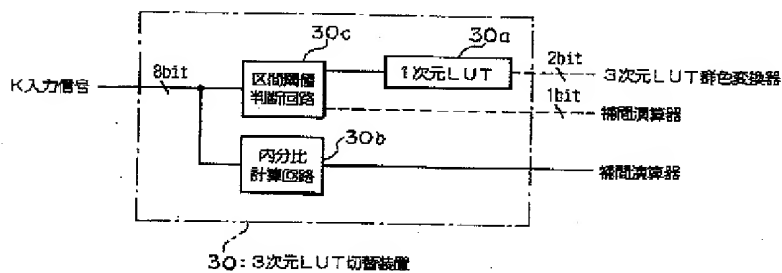 30c
30a
8bit
2bit
K入力信号
区間閾値
判断回路
1次元LUT
3次元LUT群色変換器
1bit
補間演算器
内分比
計算回路
30b
補間演算器
30:3次元LUT切替装置